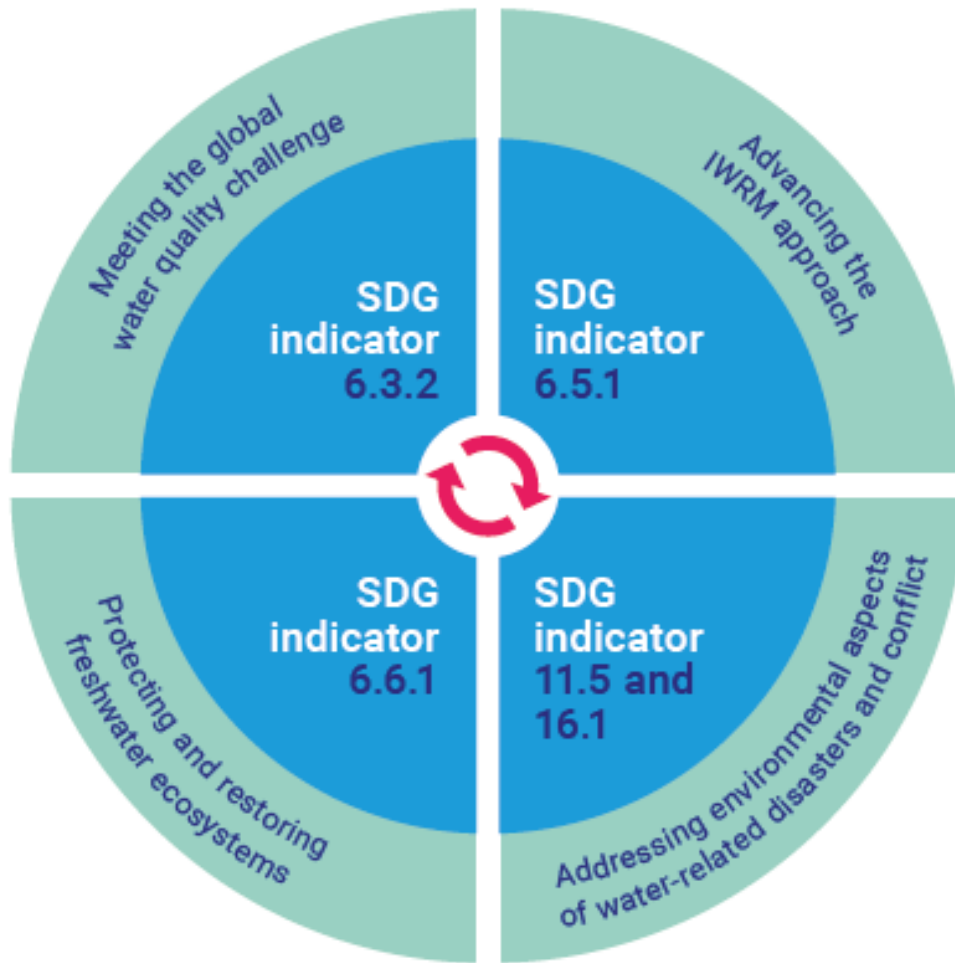 Meeting the global
water quality challenge
SDG
indicator
6.3.2
Advancing the
IWRM approach
SDG
indicator
6.5.1
Protecting and restoring
freshwater ecosystems
SDG
indicator
6.6.1
Addressing environmental aspects
of water-related disasters and conflict
SDG
indicator
11.5 and
16.1